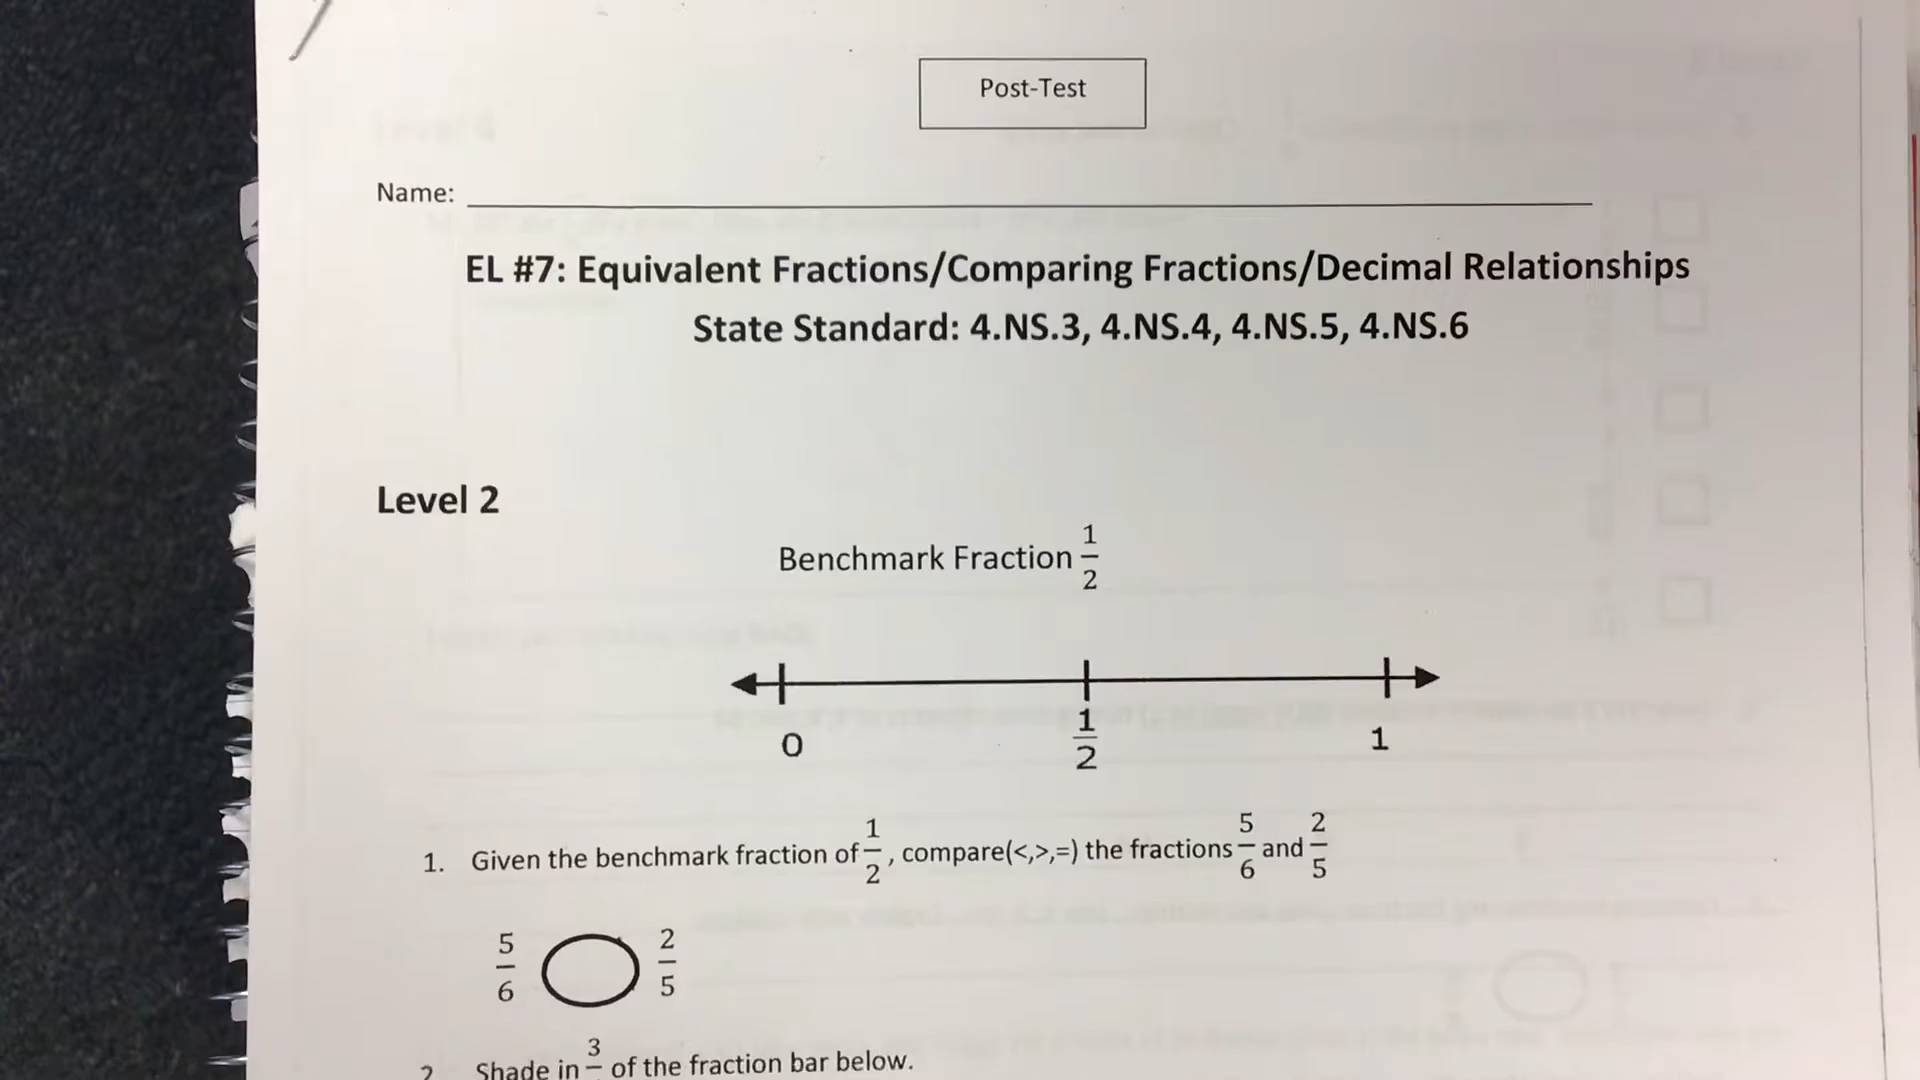 Post-Test
Name:
EL #7: Equivalent Fractions/Comparing Fractions/Decimal Relationships
State Standard: 4.NS.3, 4.NS.4, 4.NS.5, 4.NS.6
Level 2
Benchmark Fraction 1/2
0 1/2 1
1. Given the benchmark fraction of 1/2, compare(<,>,=) the fractions 5/6 and 2/5
5/6 2/5
2. Shade in 3/ of the fraction bar below.